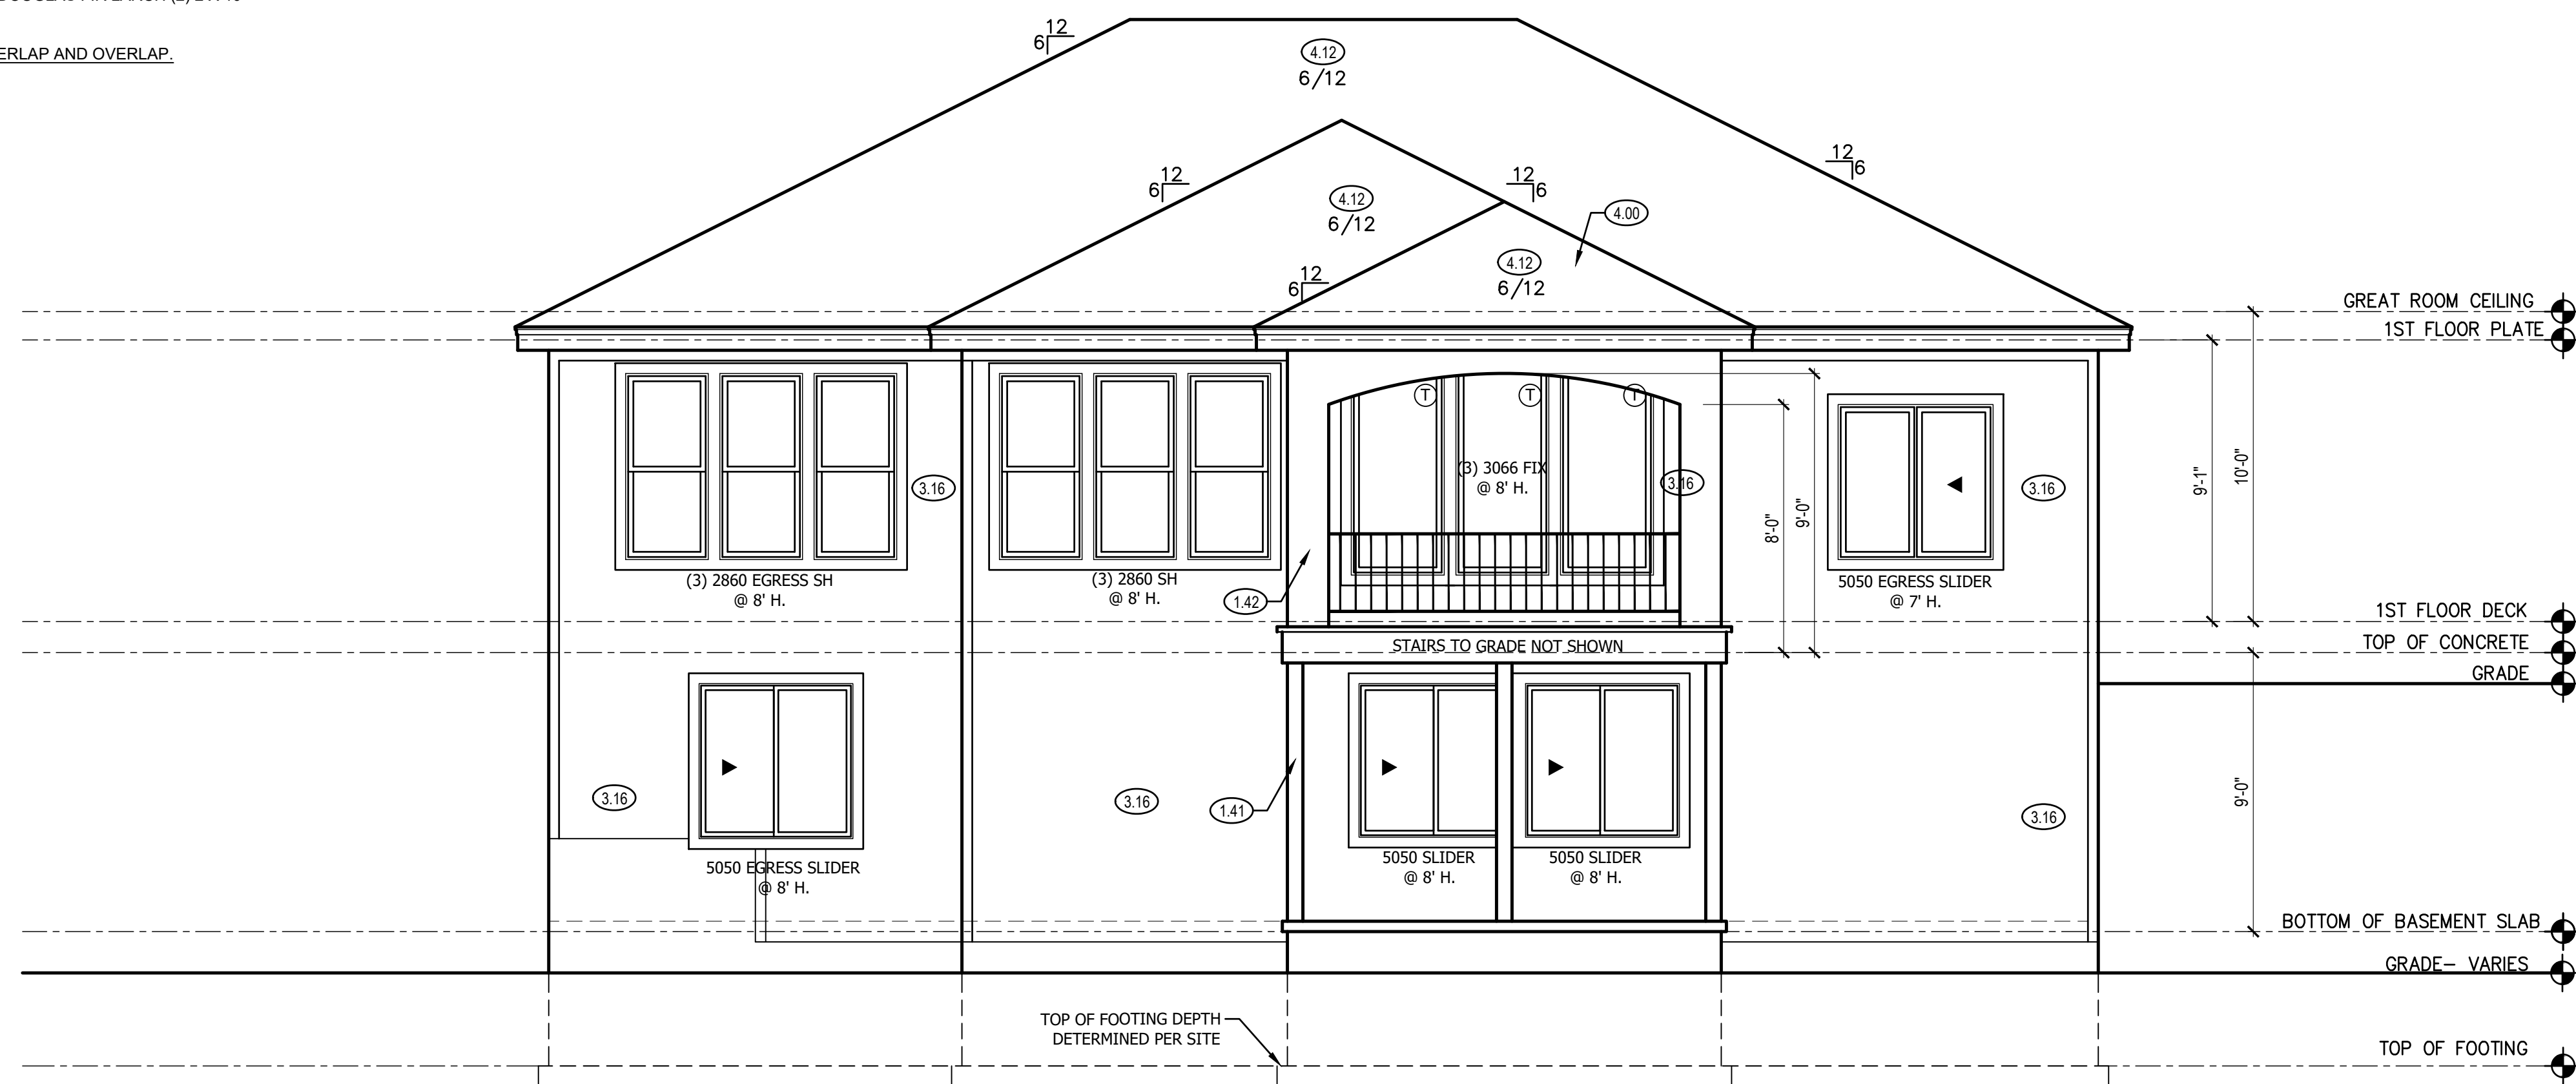 ERLAP AND OVERLAP.
12
6
4.12
6/12
12
6
12
6
12
6
4.12
6/12
4.00
4.12
6/12
12
6
GREAT ROOM CEILING
1ST FLOOR PLATE
T T T
(3) 3066 FIX
@ 8' H.
3.16
3.16
3.16
9'-1"
10'-0"
8'-0"
9'-0"
(3) 2860 EGRESS SH
@ 8' H.
(3) 2860 SH
@ 8' H.
1.42
5050 EGRESS SLIDER
@ 7' H.
1ST FLOOR DECK
STAIRS TO GRADE NOT SHOWN
TOP OF CONCRETE
GRADE
3.16
3.16
1.41
3.16
9'-0"
5050 EGRESS SLIDER
@ 8' H.
5050 SLIDER
@ 8' H.
5050 SLIDER
@ 8' H.
BOTTOM OF BASEMENT SLAB
GRADE- VARIES
TOP OF FOOTING DEPTH
DETERMINED PER SITE
TOP OF FOOTING